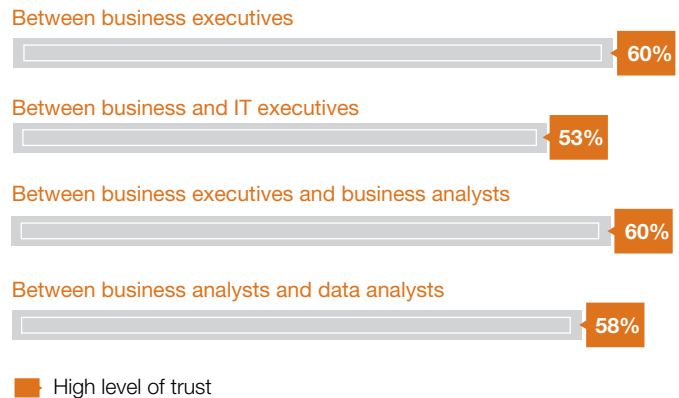 Between business executives
60%
Between business and IT executives
53%
Between business executives and business analysts
60%
Between business analysts and data analysts
58%
High level of trust